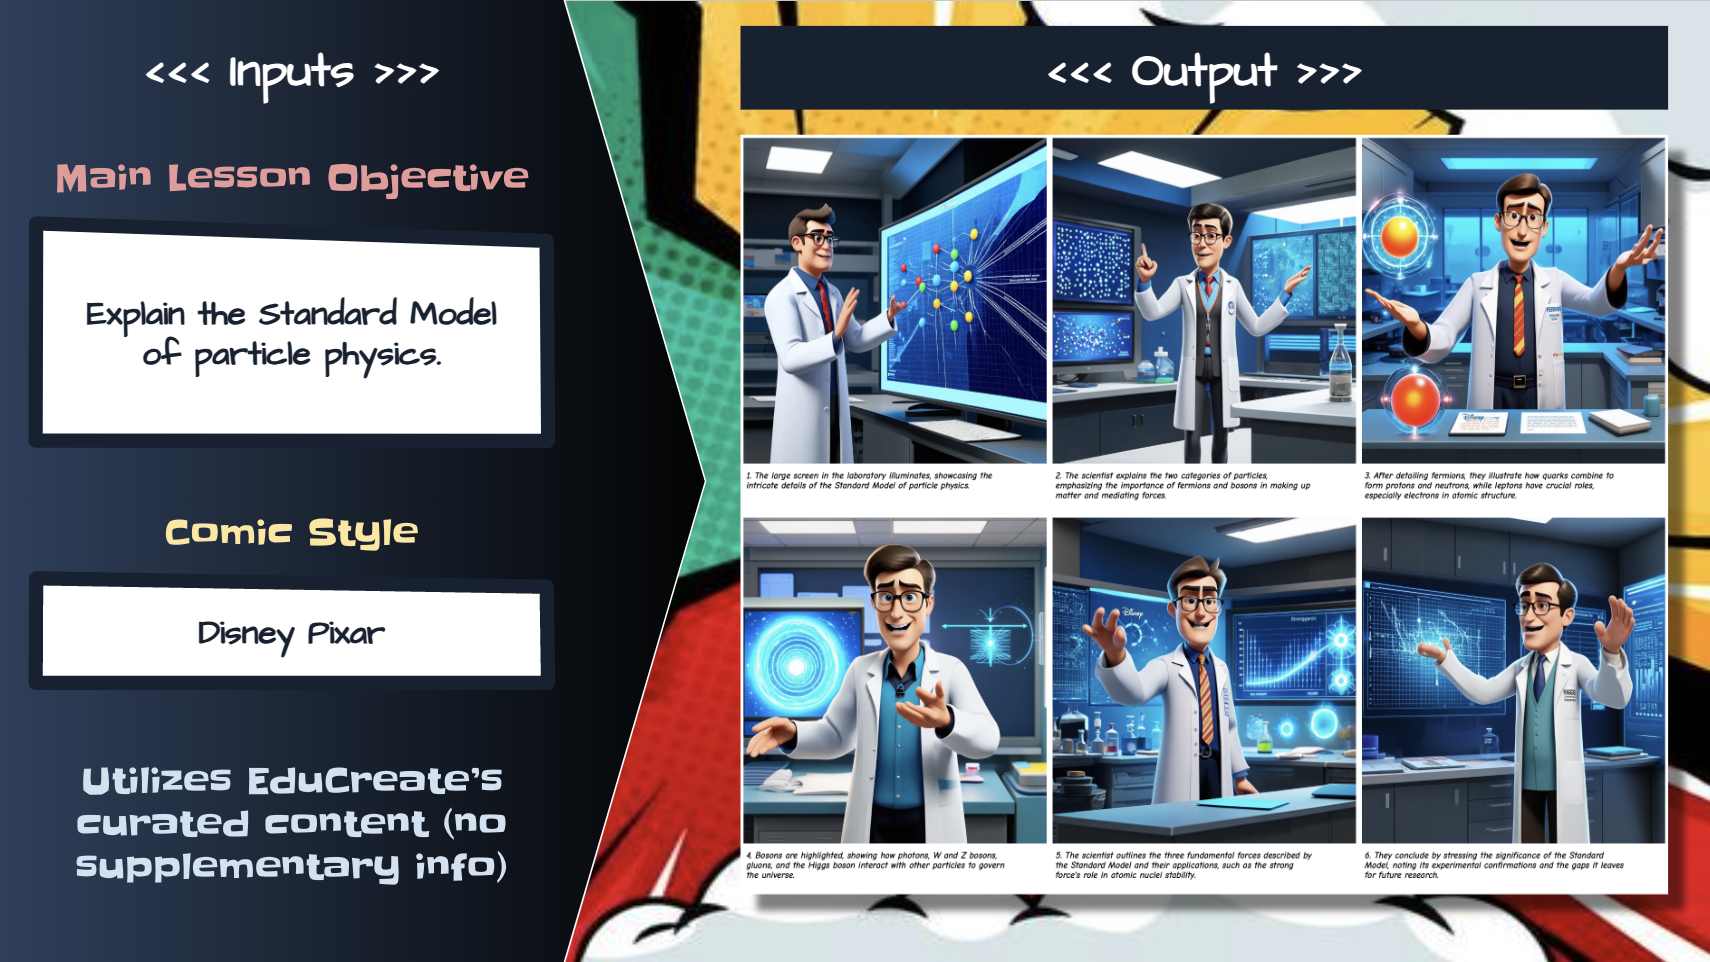 <<< Inputs >>>
Main Lesson Objective
Explain the Standard Model
of particle physics.
Comic Style
Disney Pixar
Utilizes EduCreate's
curated content (no
supplementary info)
<<< Output >>>
Disney
1. The large screen in the laboratory illuminates, showcasing the
intricate details of the Standard Model of particle physics.
2. The scientist explains the two categories of particles,
emphasizing the importance of fermions and bosons in making up
matter and mediating forces.
3. After detailing fermions, they illustrate how quarks combine to
form protons and neutrons, while leptons have crucial roles,
especially electrons in atomic structure.
Disney
4. Bosons are highlighted, showing how photons, W and Z bosons,
gluons, and the Higgs boson interact with other particles to govern
the universe.
5. The scientist outlines the three fundamental forces described by
the Standard Model and their applications, such as the strong
force's role in atomic nuclei stability.
6. They conclude by stressing the significance of the Standard
Model, noting its experimental confirmations and the gaps it leaves
for future research.